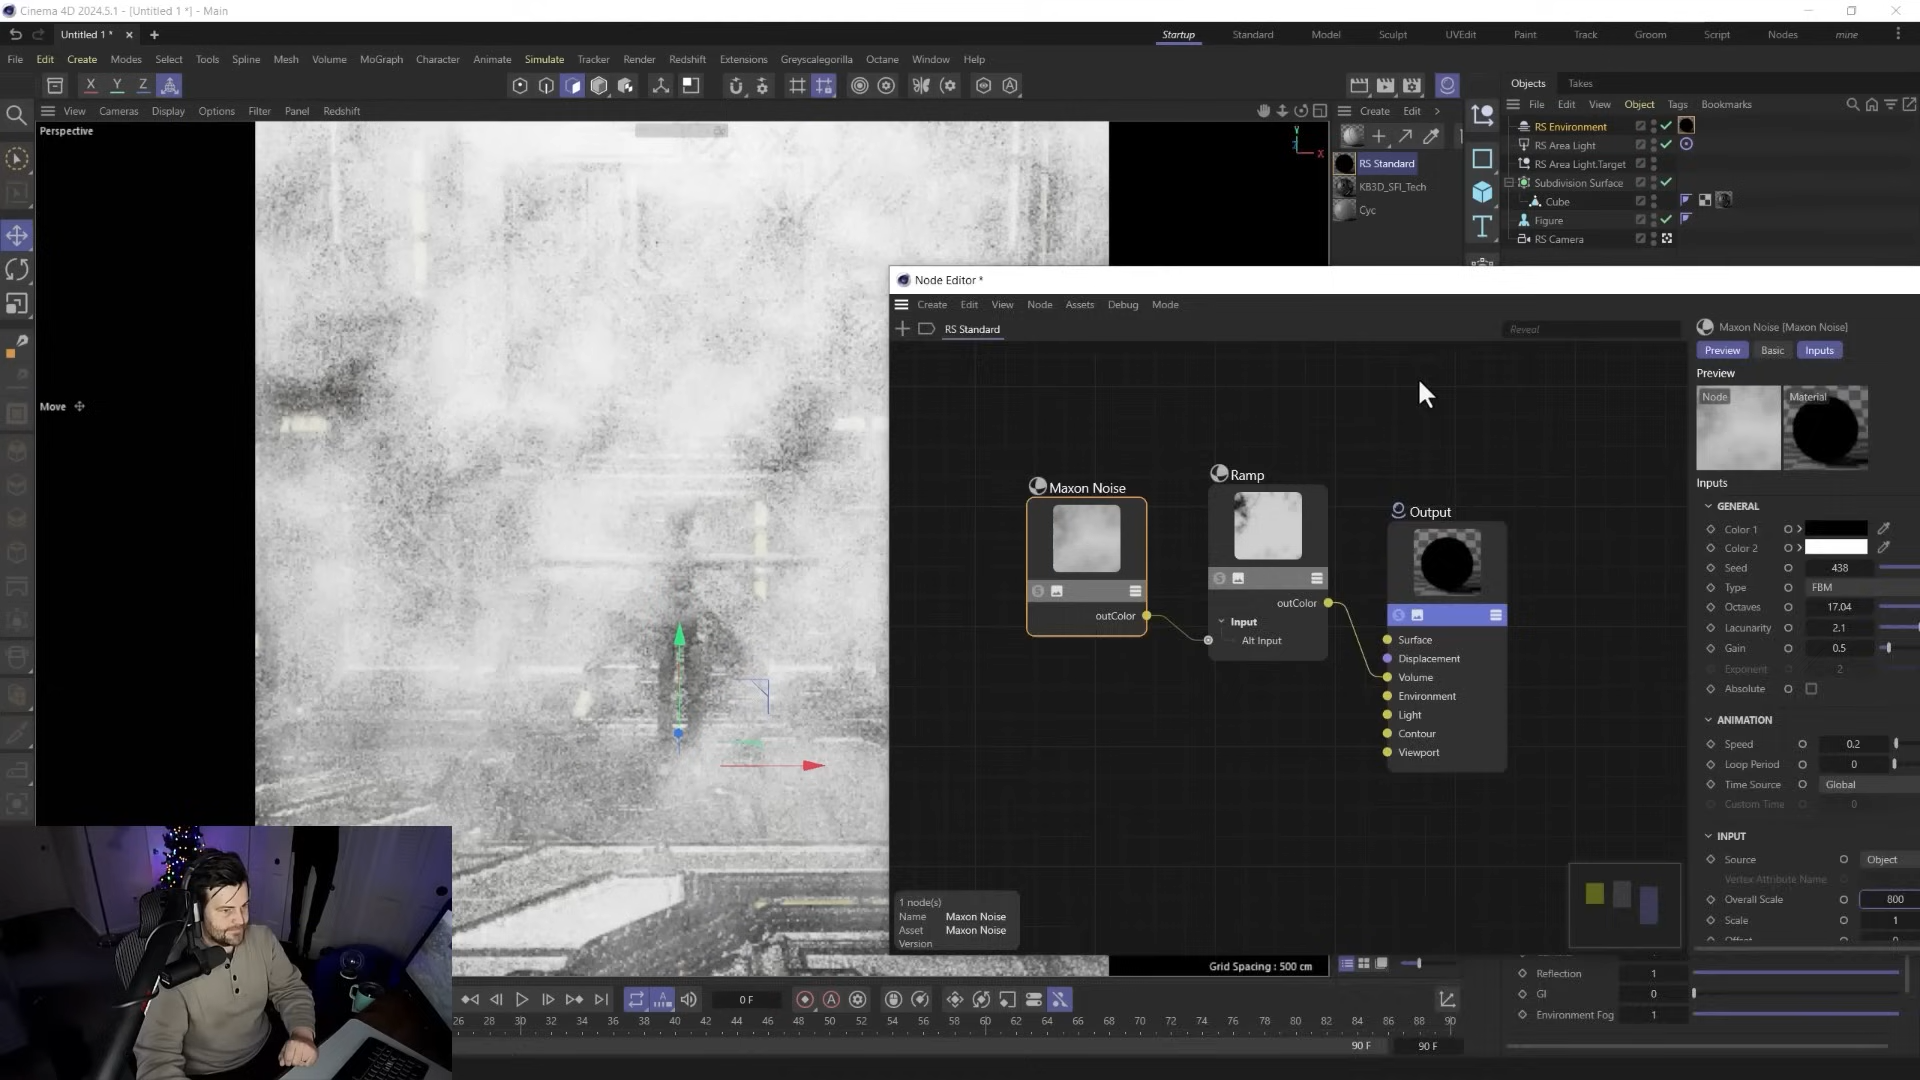 Cinema 4D 2024.5.1 - [Untitled 1 *] - Main
Untitled 1 *
Startup
Standard
Model
Sculpt
UVEdit
Paint
Track
Groom
Script
Nodes
mine
File Edit Create Modes Select Tools Spline Mesh Volume MoGraph Character Animate Simulate Tracker Render Redshift Extensions Greyscalegorilla Octane Window Help
X Y Z
Objects Takes
View Cameras Display Options Filter Panel Redshift
Create Edit
File Edit View Object Tags Bookmarks
Perspective
Y
X
RS Standard
KB3D_SFI_Tech
Cyc
RS Environment
RS Area Light
RS Area Light.Target
Subdivision Surface
Cube
Figure
RS Camera
Move
Node Editor *
Create Edit View Node Assets Debug Mode
RS Standard
Reveal
Maxon Noise
outColor
Ramp
outColor
Input
Alt Input
Output
Surface
Displacement
Volume
Environment
Light
Contour
Viewport
1 node(s)
Name Maxon Noise
Asset Maxon Noise
Version
Maxon Noise [Maxon Noise]
Preview Basic Inputs
Preview
Node Material
Inputs
GENERAL
Color 1
Color 2
Seed 438
Type FBM
Octaves 17.04
Lacunarity 2.1
Gain 0.5
Exponent 2
Absolute
ANIMATION
Speed 0.2
Loop Period 0
Time Source Global
Custom Time 0
INPUT
Source Object
Vertex Attribute Name
Overall Scale 800
Scale 1
Offset 0
Grid Spacing : 500 cm
Reflection 1
GI 0
Environment Fog 1
0 F
26 28 30 32 34 36 38 40 42 44 46 48 50 52 54 56 58 60 62 64 66 68 70 72 74 76 78 80 82 84 86 88 90
90 F 90 F